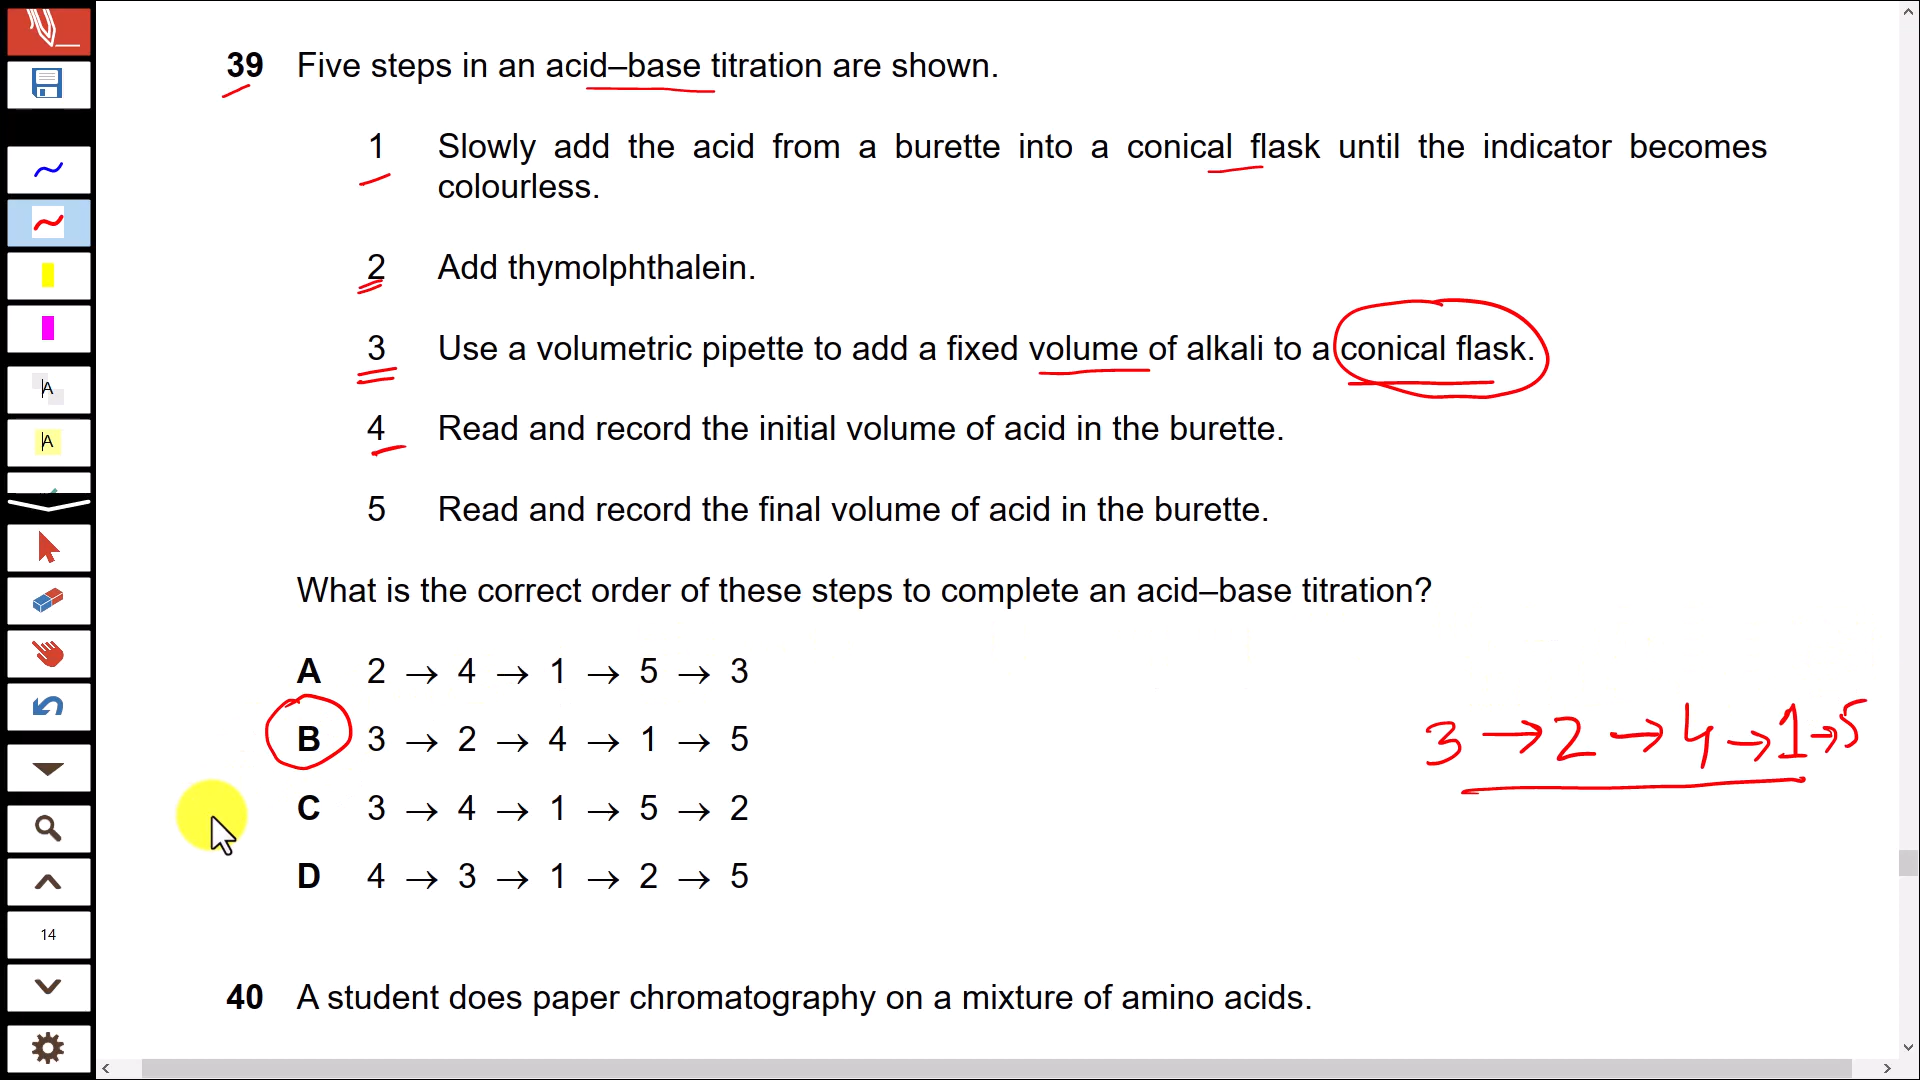 39 Five steps in an acid–base titration are shown.
1 Slowly add the acid from a burette into a conical flask until the indicator becomes
colourless.
2 Add thymolphthalein.
3 Use a volumetric pipette to add a fixed volume of alkali to a conical flask.
4 Read and record the initial volume of acid in the burette.
5 Read and record the final volume of acid in the burette.
What is the correct order of these steps to complete an acid–base titration?
A 2 → 4 → 1 → 5 → 3
B 3 → 2 → 4 → 1 → 5
C 3 → 4 → 1 → 5 → 2
D 4 → 3 → 1 → 2 → 5
3 → 2 → 4 → 1 → 5
40 A student does paper chromatography on a mixture of amino acids.
A
A
14